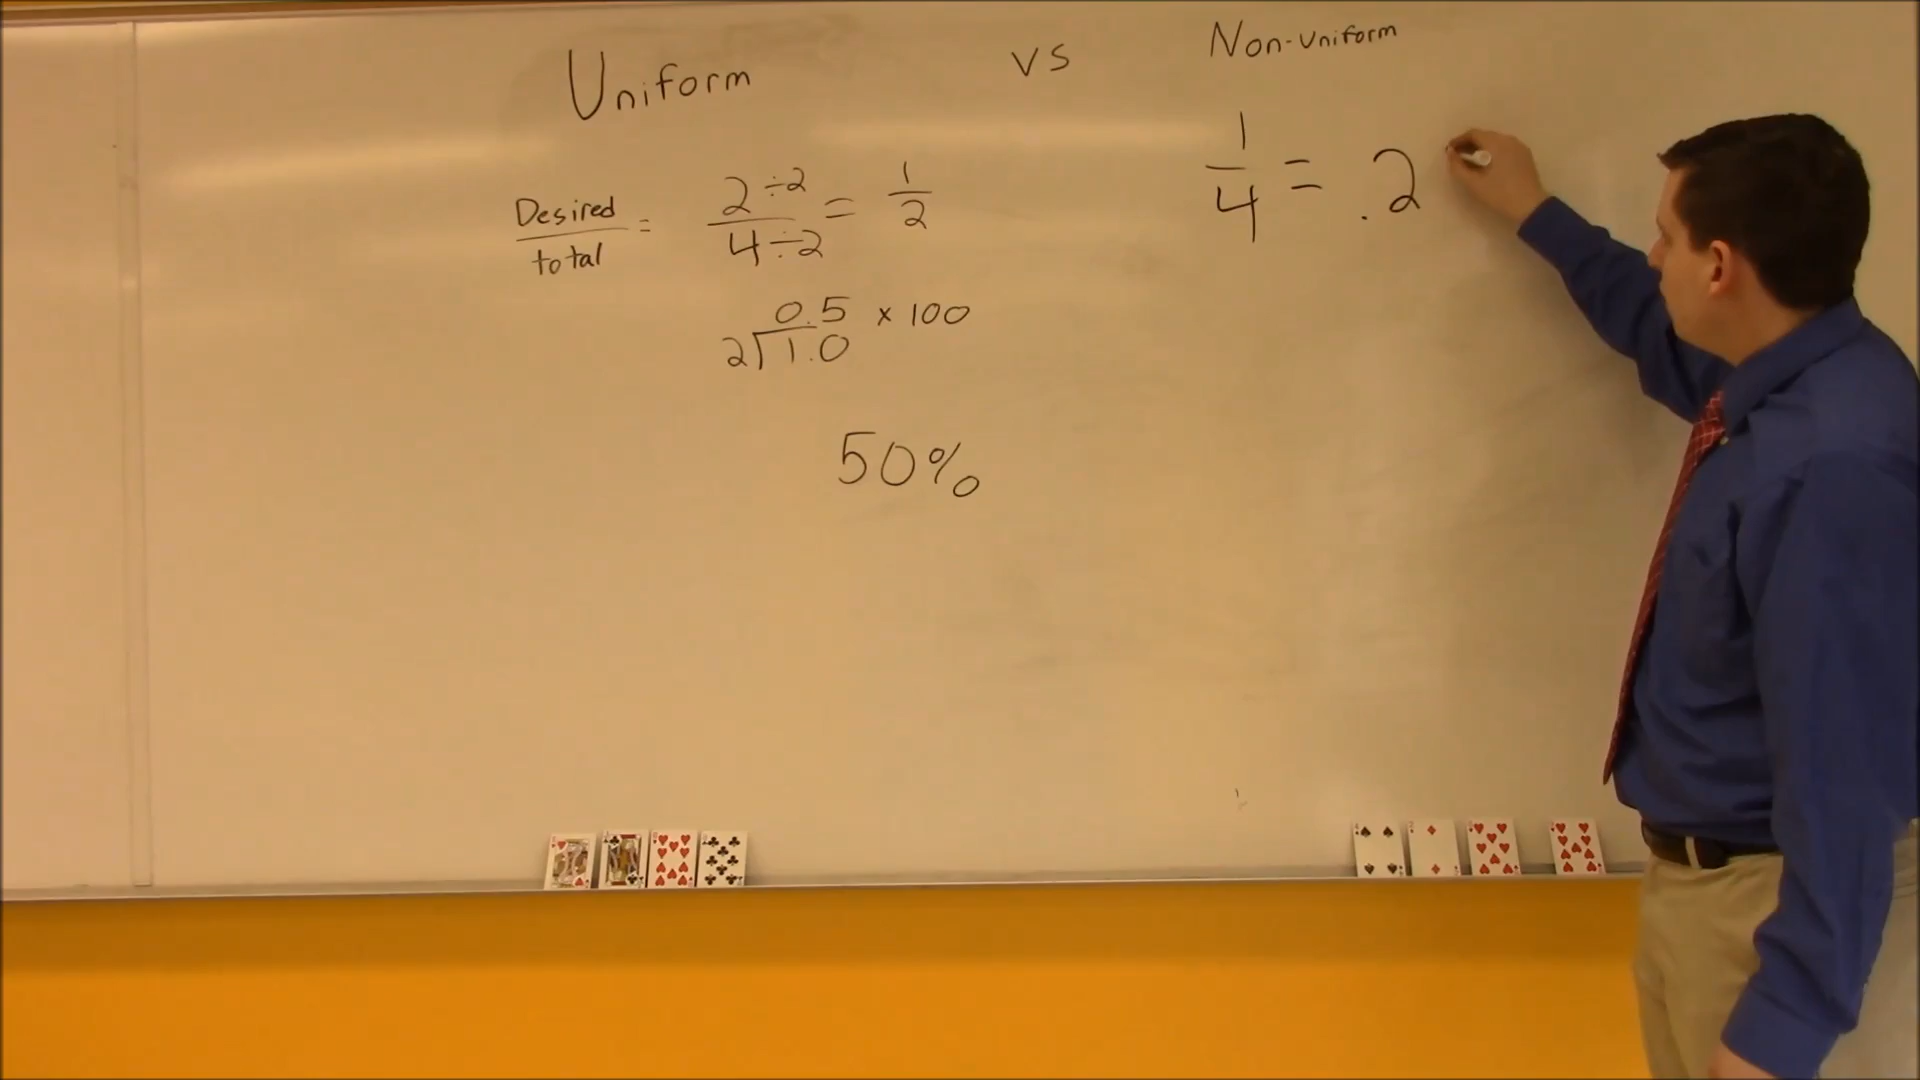 Uniform vs Non-Uniform
Desired/total = 2÷2/4÷2 = 1/2
0.5 x 100
2)1.0
50%
1/4 = .2